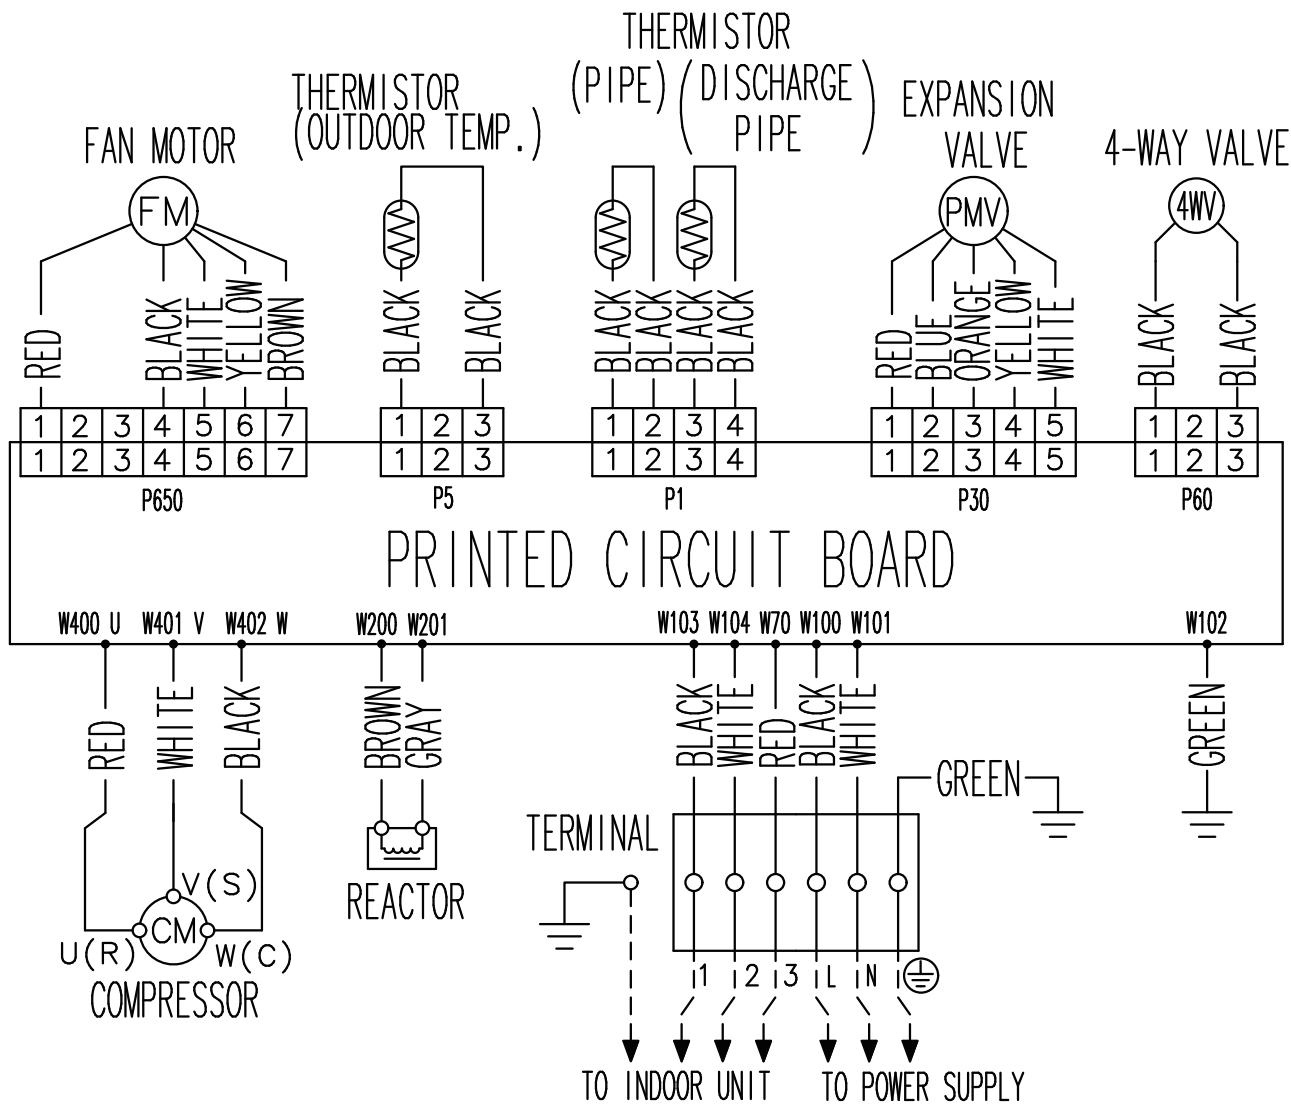 THERMISTOR
(PIPE) (DISCHARGE PIPE)
THERMISTOR
(OUTDOOR TEMP.)
EXPANSION
VALVE
FAN MOTOR
4-WAY VALVE
FM
PMV
4WV
RED BLACK WHITE YELLOW BROWN
BLACK BLACK
BLACK BLACK BLACK BLACK
RED BLUE ORANGE YELLOW WHITE
BLACK BLACK
1 2 3 4 5 6 7
1 2 3
1 2 3 4
1 2 3 4 5
1 2 3
1 2 3 4 5 6 7
1 2 3
1 2 3 4
1 2 3 4 5
1 2 3
P650
P5
P1
P30
P60
PRINTED CIRCUIT BOARD
W400 U W401 V W402 W
W200 W201
W103 W104 W70 W100 W101
W102
RED WHITE BLACK
BROWN GRAY
BLACK WHITE RED BLACK WHITE
GREEN
GREEN
TERMINAL
V(S)
CM
U(R)
W(C)
COMPRESSOR
REACTOR
1 2 3 L N
TO INDOOR UNIT
TO POWER SUPPLY